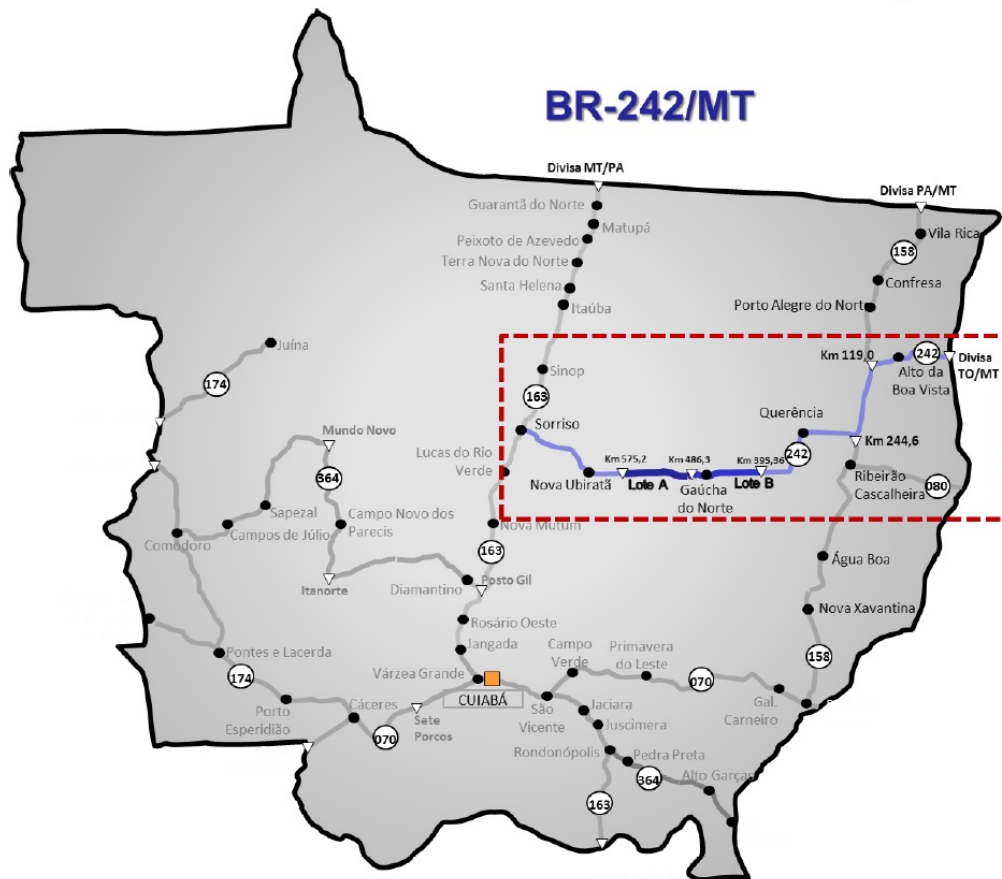 BR-242/MT
Divisa MT/PA
Divisa PA/MT
Guarantã do Norte
Matupá
Vila Rica
Peixoto de Azevedo
158
Terra Nova do Norte
Confresa
Santa Helena
Itaúba
Porto Alegre do Nort
Juína
Km 119,0
242
Divisa
TO/MT
Alto da
Boa Vista
Sinop
174
163
Querência
Sorriso
Mundo Novo
Km 244,6
Lucas do Rio
Verde
Km 575,2
Km 486,3
Km 395,36
242
Nova Ubiratã
Lote A
Gaúcha
do Norte
Lote B
Ribeirão
Cascalheira
080
364
Sapezal
Campo Novo dos
Parecis
Campos de Júlio
Nova Mutum
Comodoro
163
Água Boa
Itanorte
Diamantino
Posto Gil
Nova Xavantina
Rosário Oeste
Jangada
Campo
Verde
Primavera
do Leste
158
Pontes e Lacerda
174
Várzea Grande
070
CUIABÁ
Gal.
Carneiro
Porto
Esperidião
Cáceres
Sete
Porcos
São
Vicente
Jaciara
Juscimera
070
Rondonópolis
Pedra Preta
364
Alto Garças
163